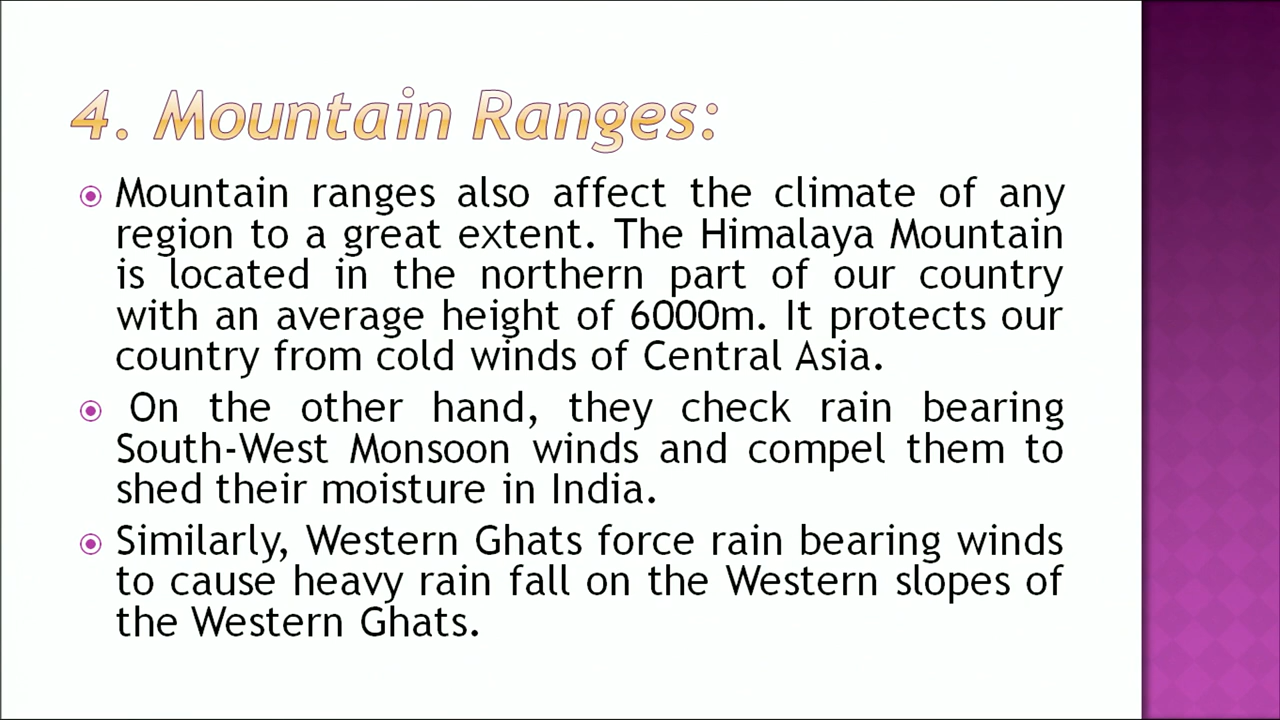 4. Mountain Ranges:
Mountain ranges also affect the climate of any
region to a great extent. The Himalaya Mountain
is located in the northern part of our country
with an average height of 6000m. It protects our
country from cold winds of Central Asia.
On the other hand, they check rain bearing
South-West Monsoon winds and compel them to
shed their moisture in India.
Similarly, Western Ghats force rain bearing winds
to cause heavy rain fall on the Western slopes of
the Western Ghats.